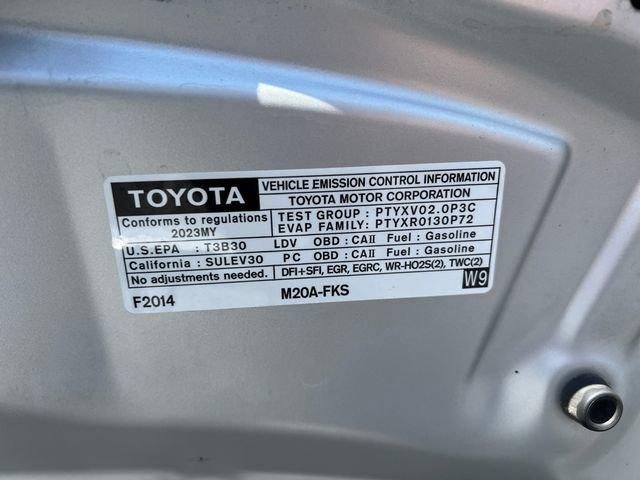 TOYOTA
VEHICLE EMISSION CONTROL INFORMATION
TOYOTA MOTOR CORPORATION
Conforms to regulations
2023MY
TEST GROUP : PTYXV02.0P3C
EVAP FAMILY: PTYXR0130P72
U.S.EPA : T3B30 LDV OBD : CAII Fuel : Gasoline
California : SULEV30 PC OBD : CAII Fuel : Gasoline
No adjustments needed. DFI+SFI, EGR, EGRC, WR-HO2S(2), TWC(2)
F2014 M20A-FKS W9